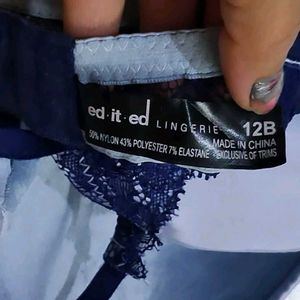 ed·it·ed LINGERIE 12B
50% NYLON 43% POLYESTER 7% ELASTANE MADE IN CHINA
EXCLUSIVE OF TRIMS